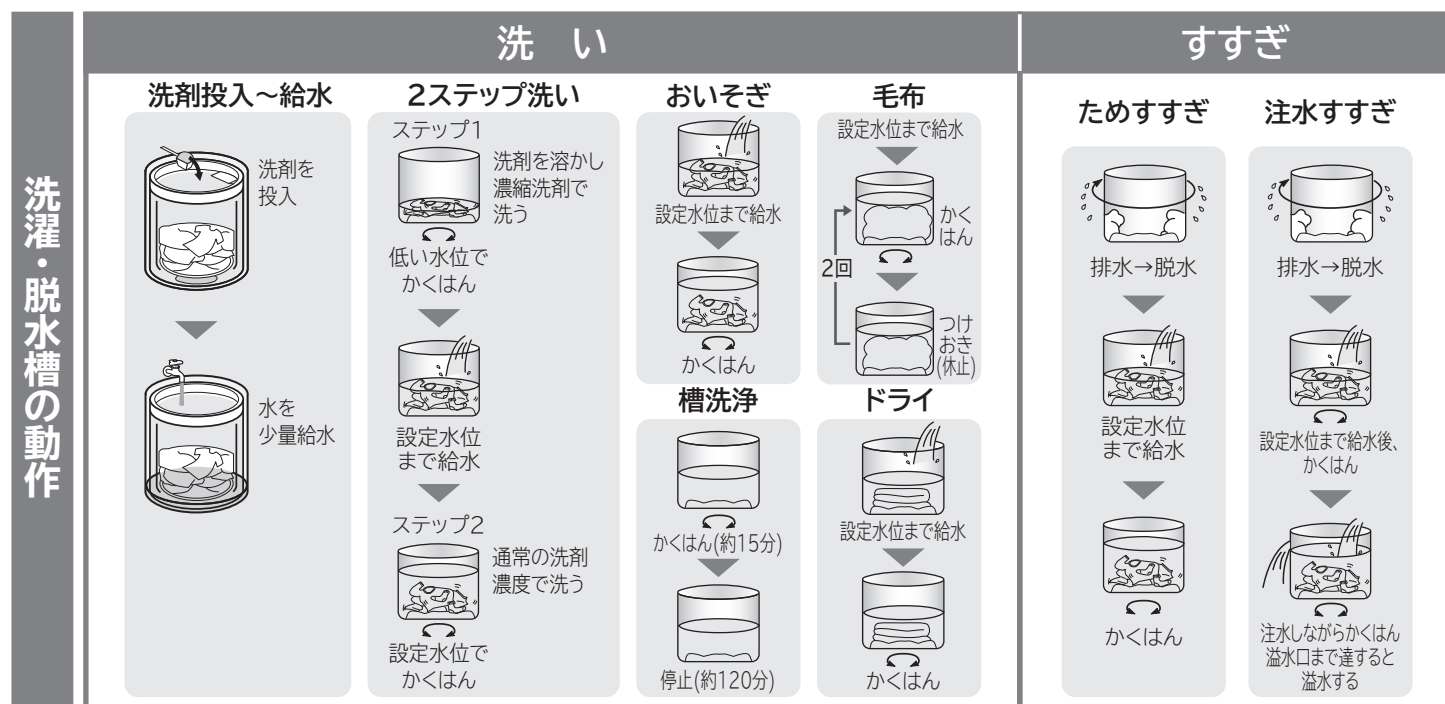 洗濯・脱水槽の動作
洗い
すすぎ
洗剤投入～給水
洗剤を
投入
水を
少量給水
2ステップ洗い
ステップ1
洗剤を溶かし
濃縮洗剤で
洗う
低い水位で
かくはん
設定水位
まで給水
ステップ2
通常の洗剤
濃度で洗う
設定水位で
かくはん
おいそぎ
設定水位まで給水
かくはん
毛布
設定水位まで給水
かく
はん
2回
つけ
おき
(休止)
槽洗浄
かくはん(約15分)
停止(約120分)
ドライ
設定水位まで給水
かくはん
ためすすぎ
排水→脱水
設定水位
まで給水
かくはん
注水すすぎ
排水→脱水
設定水位まで給水後、
かくはん
注水しながらかくはん
溢水口まで達すると
溢水する